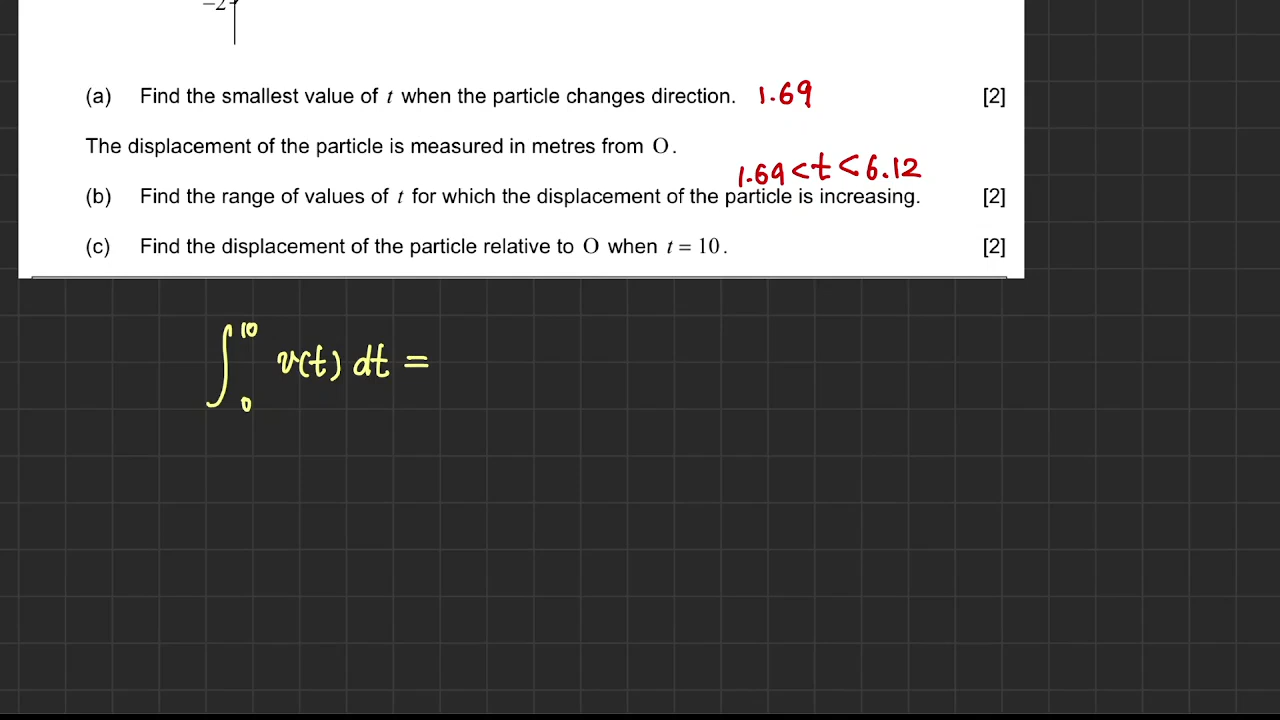 −2
(a) Find the smallest value of t when the particle changes direction. 1.69 [2]
The displacement of the particle is measured in metres from O.
1.69 < t < 6.12
(b) Find the range of values of t for which the displacement of the particle is increasing. [2]
(c) Find the displacement of the particle relative to O when t = 10. [2]
∫₀¹⁰ v(t) dt =